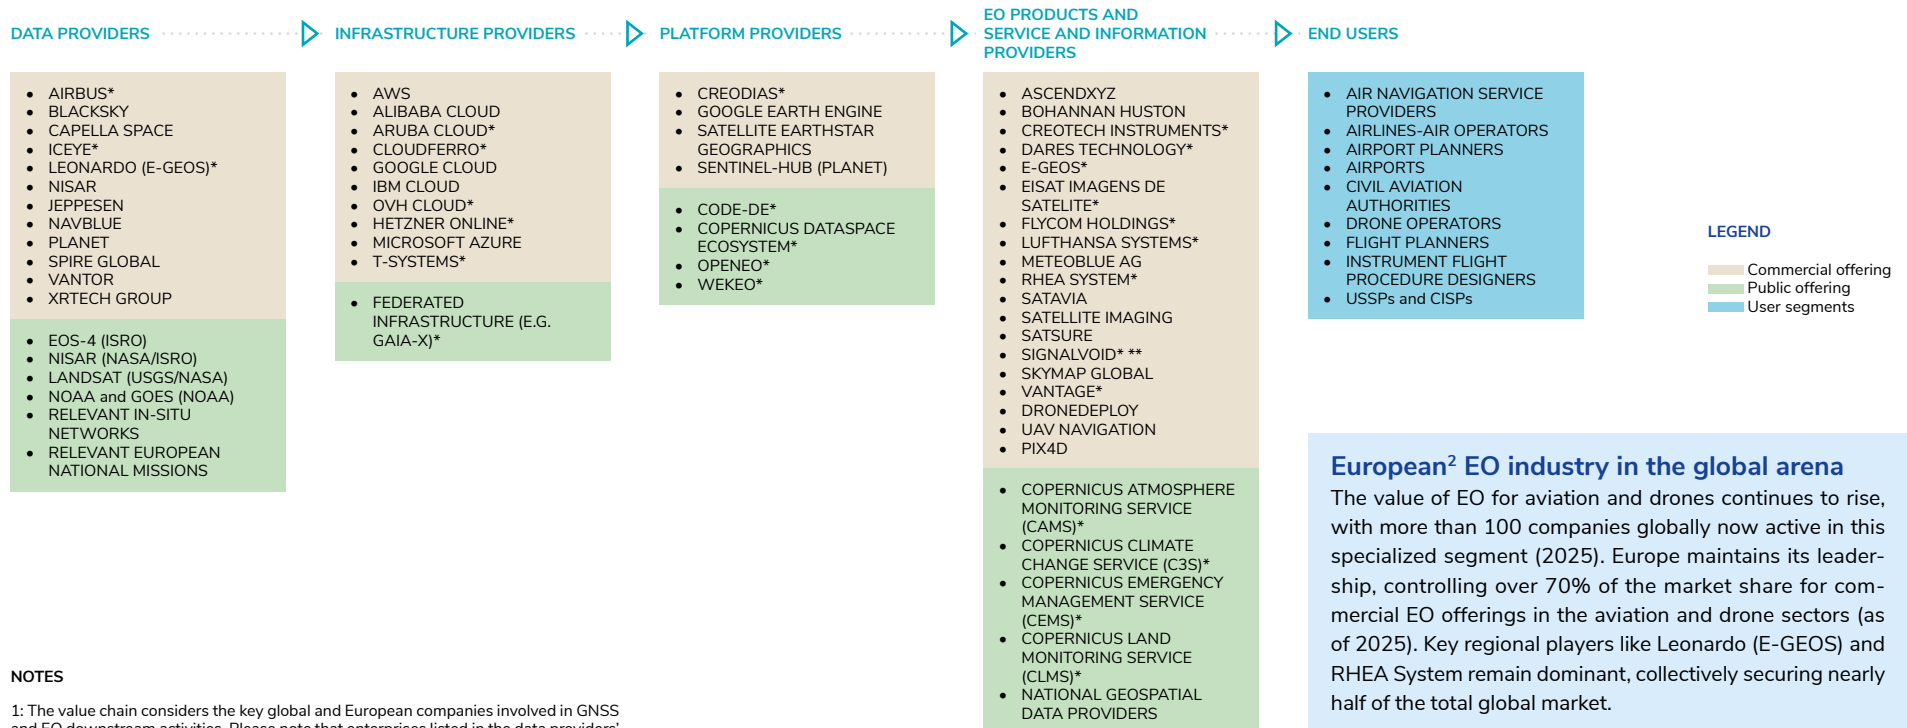 DATA PROVIDERS
INFRASTRUCTURE PROVIDERS
PLATFORM PROVIDERS
EO PRODUCTS AND
SERVICE AND INFORMATION
PROVIDERS
END USERS
• AIRBUS*
• BLACKSKY
• CAPELLA SPACE
• ICEYE*
• LEONARDO (E-GEOS)*
• NISAR
• JEPPESEN
• NAVBLUE
• PLANET
• SPIRE GLOBAL
• VANTOR
• XRTECH GROUP
• EOS-4 (ISRO)
• NISAR (NASA/ISRO)
• LANDSAT (USGS/NASA)
• NOAA and GOES (NOAA)
• RELEVANT IN-SITU
NETWORKS
• RELEVANT EUROPEAN
NATIONAL MISSIONS
• AWS
• ALIBABA CLOUD
• ARUBA CLOUD*
• CLOUDFERRO*
• GOOGLE CLOUD
• IBM CLOUD
• OVH CLOUD*
• HETZNER ONLINE*
• MICROSOFT AZURE
• T-SYSTEMS*
• FEDERATED
INFRASTRUCTURE (E.G.
GAIA-X)*
• CREODIAS*
• GOOGLE EARTH ENGINE
• SATELLITE EARTHSTAR
GEOGRAPHICS
• SENTINEL-HUB (PLANET)
• CODE-DE*
• COPERNICUS DATASPACE
ECOSYSTEM*
• OPENEO*
• WEKEO*
• ASCENDXYZ
• BOHANNAN HUSTON
• CREOTECH INSTRUMENTS*
• DARES TECHNOLOGY*
• E-GEOS*
• EISAT IMAGENS DE
SATELITE*
• FLYCOM HOLDINGS*
• LUFTHANSA SYSTEMS*
• METEOBLUE AG
• RHEA SYSTEM*
• SATAVIA
• SATELLITE IMAGING
• SATSURE
• SIGNALVOID* **
• SKYMAP GLOBAL
• VANTAGE*
• DRONEDEPLOY
• UAV NAVIGATION
• PIX4D
• COPERNICUS ATMOSPHERE
MONITORING SERVICE
(CAMS)*
• COPERNICUS CLIMATE
CHANGE SERVICE (C3S)*
• COPERNICUS EMERGENCY
MANAGEMENT SERVICE
(CEMS)*
• COPERNICUS LAND
MONITORING SERVICE
(CLMS)*
• NATIONAL GEOSPATIAL
DATA PROVIDERS
• AIR NAVIGATION SERVICE
PROVIDERS
• AIRLINES-AIR OPERATORS
• AIRPORT PLANNERS
• AIRPORTS
• CIVIL AVIATION
AUTHORITIES
• DRONE OPERATORS
• FLIGHT PLANNERS
• INSTRUMENT FLIGHT
PROCEDURE DESIGNERS
• USSPs and CISPs
LEGEND
Commercial offering
Public offering
User segments
European² EO industry in the global arena
The value of EO for aviation and drones continues to rise,
with more than 100 companies globally now active in this
specialized segment (2025). Europe maintains its leader-
ship, controlling over 70% of the market share for com-
mercial EO offerings in the aviation and drone sectors (as
of 2025). Key regional players like Leonardo (E-GEOS) and
RHEA System remain dominant, collectively securing nearly
half of the total global market.
NOTES
1: The value chain considers the key global and European companies involved in GNSS
and EO downstream activities. Please note that enterprises listed in the data providers'